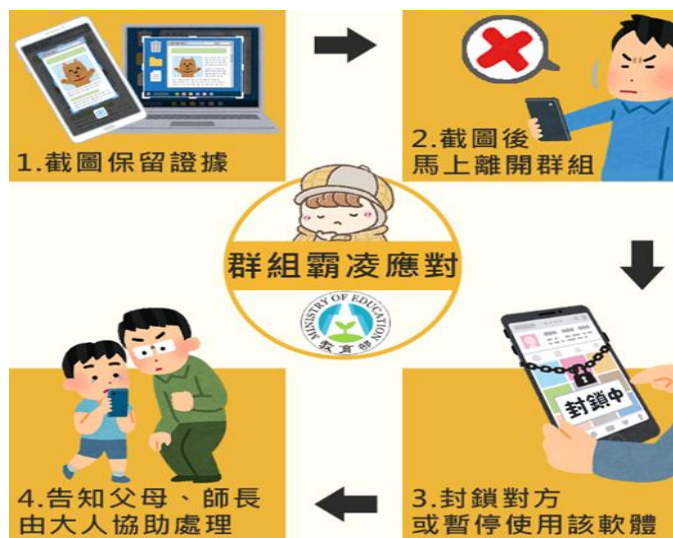 1.截圖保留證據
2.截圖後
馬上離開群組
群組霸凌應對
MINISTRY OF EDUCATION
教育部
封鎖中
3.封鎖對方
或暫停使用該軟體
4.告知父母、師長
由大人協助處理